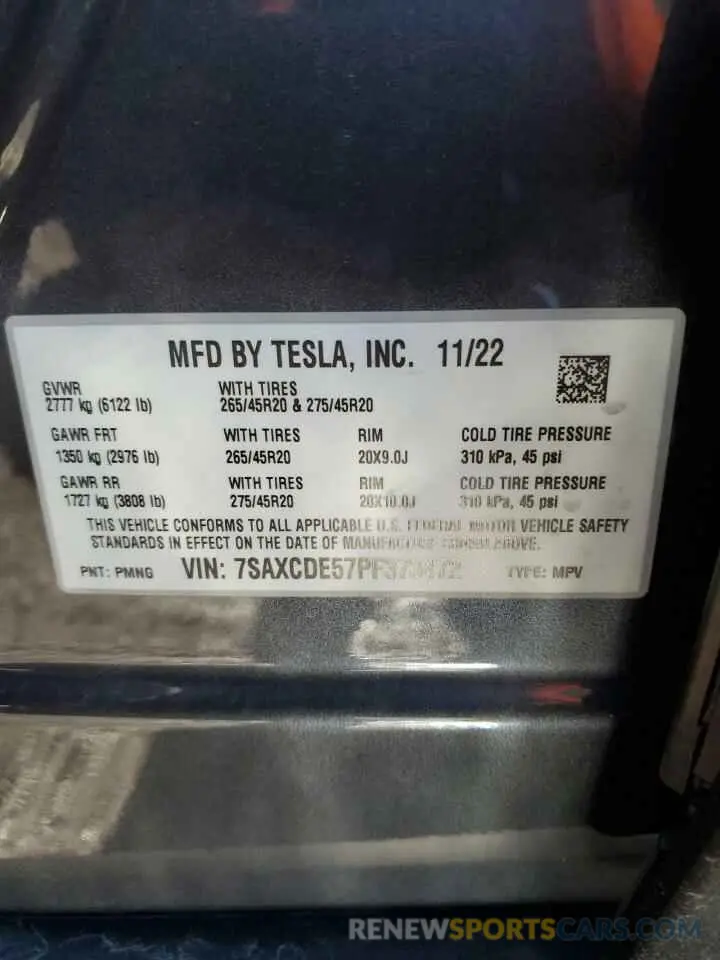 MFD BY TESLA, INC. 11/22
GVWR WITH TIRES
2777 kg (6122 lb) 265/45R20 & 275/45R20
GAWR FRT WITH TIRES RIM COLD TIRE PRESSURE
1350 kg (2976 lb) 265/45R20 20X9.0J 310 kPa, 45 psi
GAWR RR WITH TIRES RIM COLD TIRE PRESSURE
1727 kg (3808 lb) 275/45R20 20X10.0J 310 kPa, 45 psi
THIS VEHICLE CONFORMS TO ALL APPLICABLE U.S. FEDERAL MOTOR VEHICLE SAFETY
STANDARDS IN EFFECT ON THE DATE OF MANUFACTURE SHOWN ABOVE.
PNT: PMNG VIN: TYPE: MPV
RENEWSPORTSCARS.COM